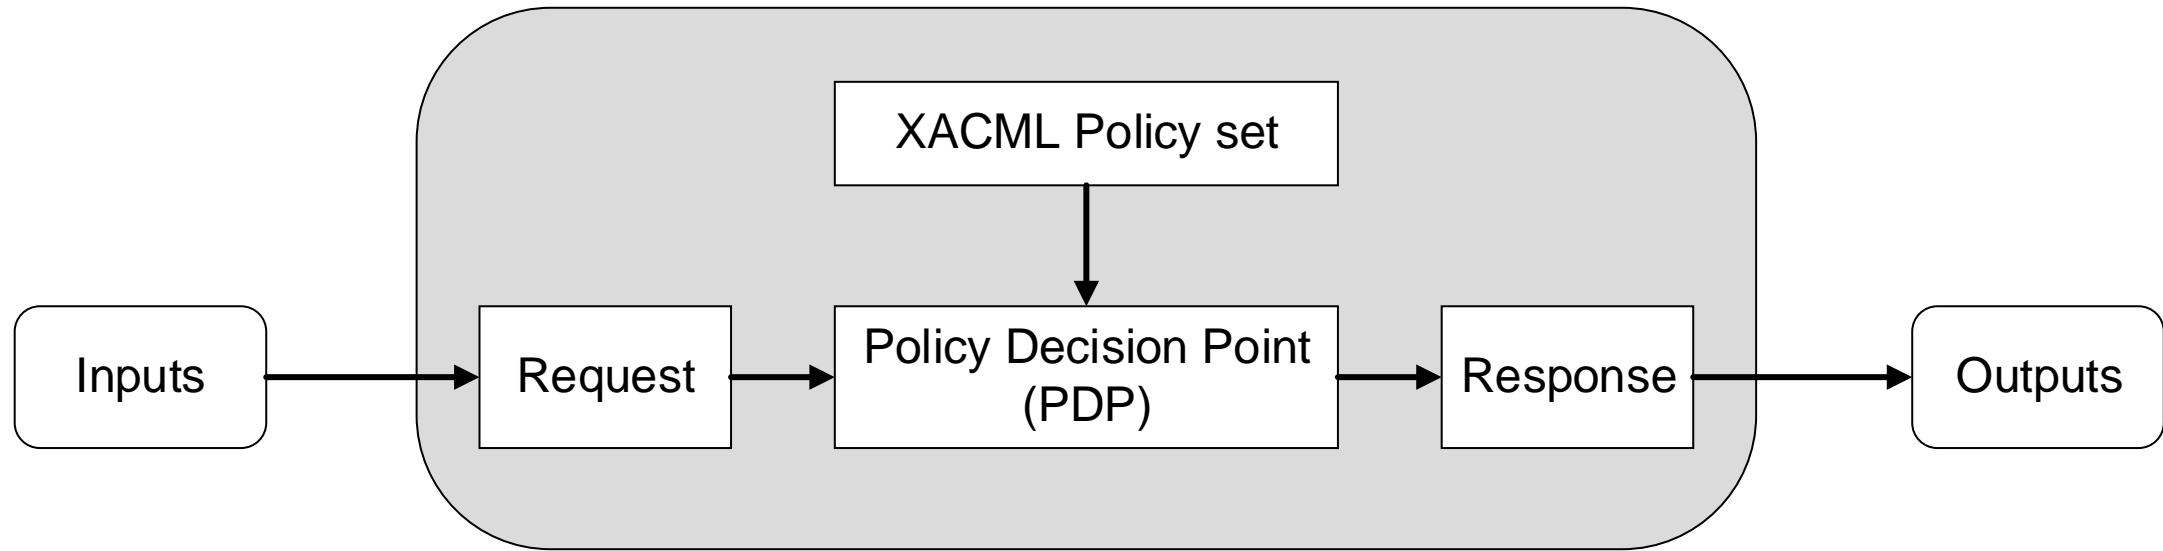 XACML Policy set
Inputs
Request
Policy Decision Point
(PDP)
Response
Outputs